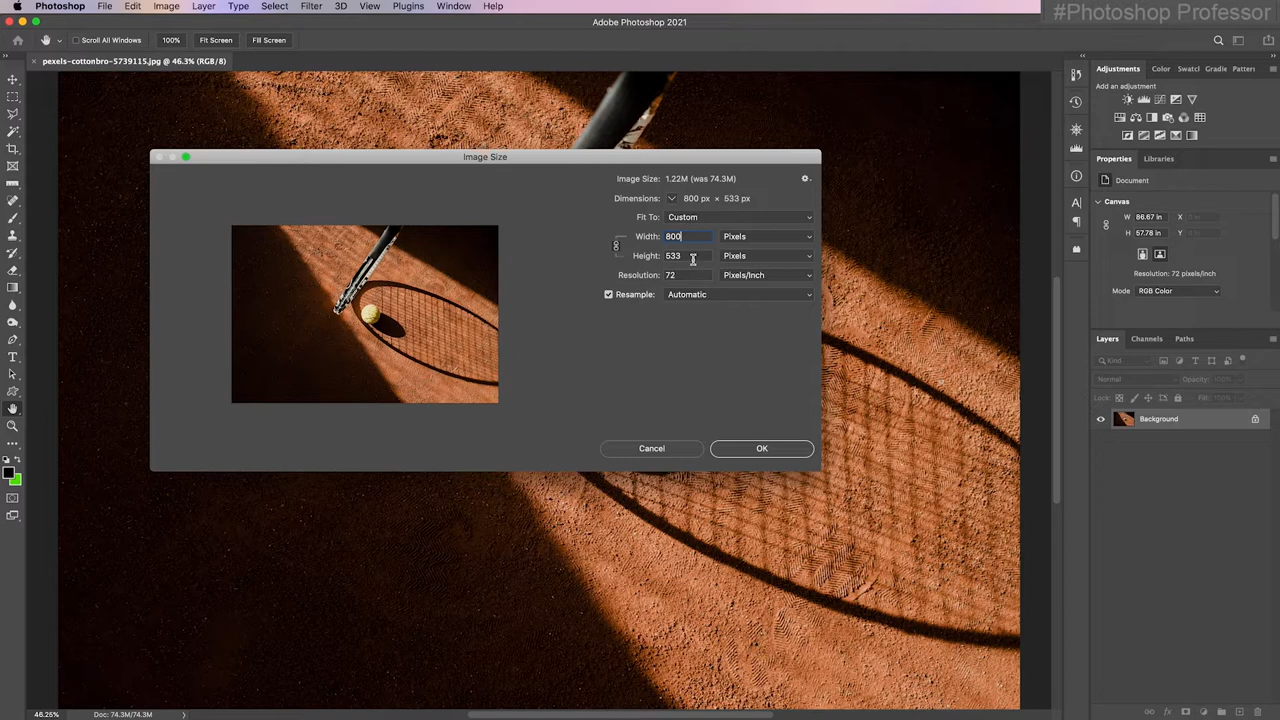 #Photoshop Professor
Photoshop File Edit Image Layer Type Select Filter 3D View Plugins Window Help
Adobe Photoshop 2021
Scroll All Windows 100% Fit Screen Fill Screen
× pexels-cottonbro-5739115.jpg @ 46.3% (RGB/8)
Adjustments Color Swatcl Gradie Patterr
Add an adjustment
Image Size
Properties Libraries
Document
Image Size: 1.22M (was 74.3M)
Dimensions: 800 px × 533 px
Canvas
Fit To: Custom
W 86.67 in X
H 57.78 in Y
Width: 800 Pixels
Height: 533 Pixels
Resolution: 72 Pixels/Inch
Resolution: 72 pixels/inch
Mode RGB Color
Resample: Automatic
Layers Channels Paths
Kind
Normal Opacity: 100%
Lock: Fill: 100%
Background
Cancel OK
46.25% Doc: 74.3M/74.3M